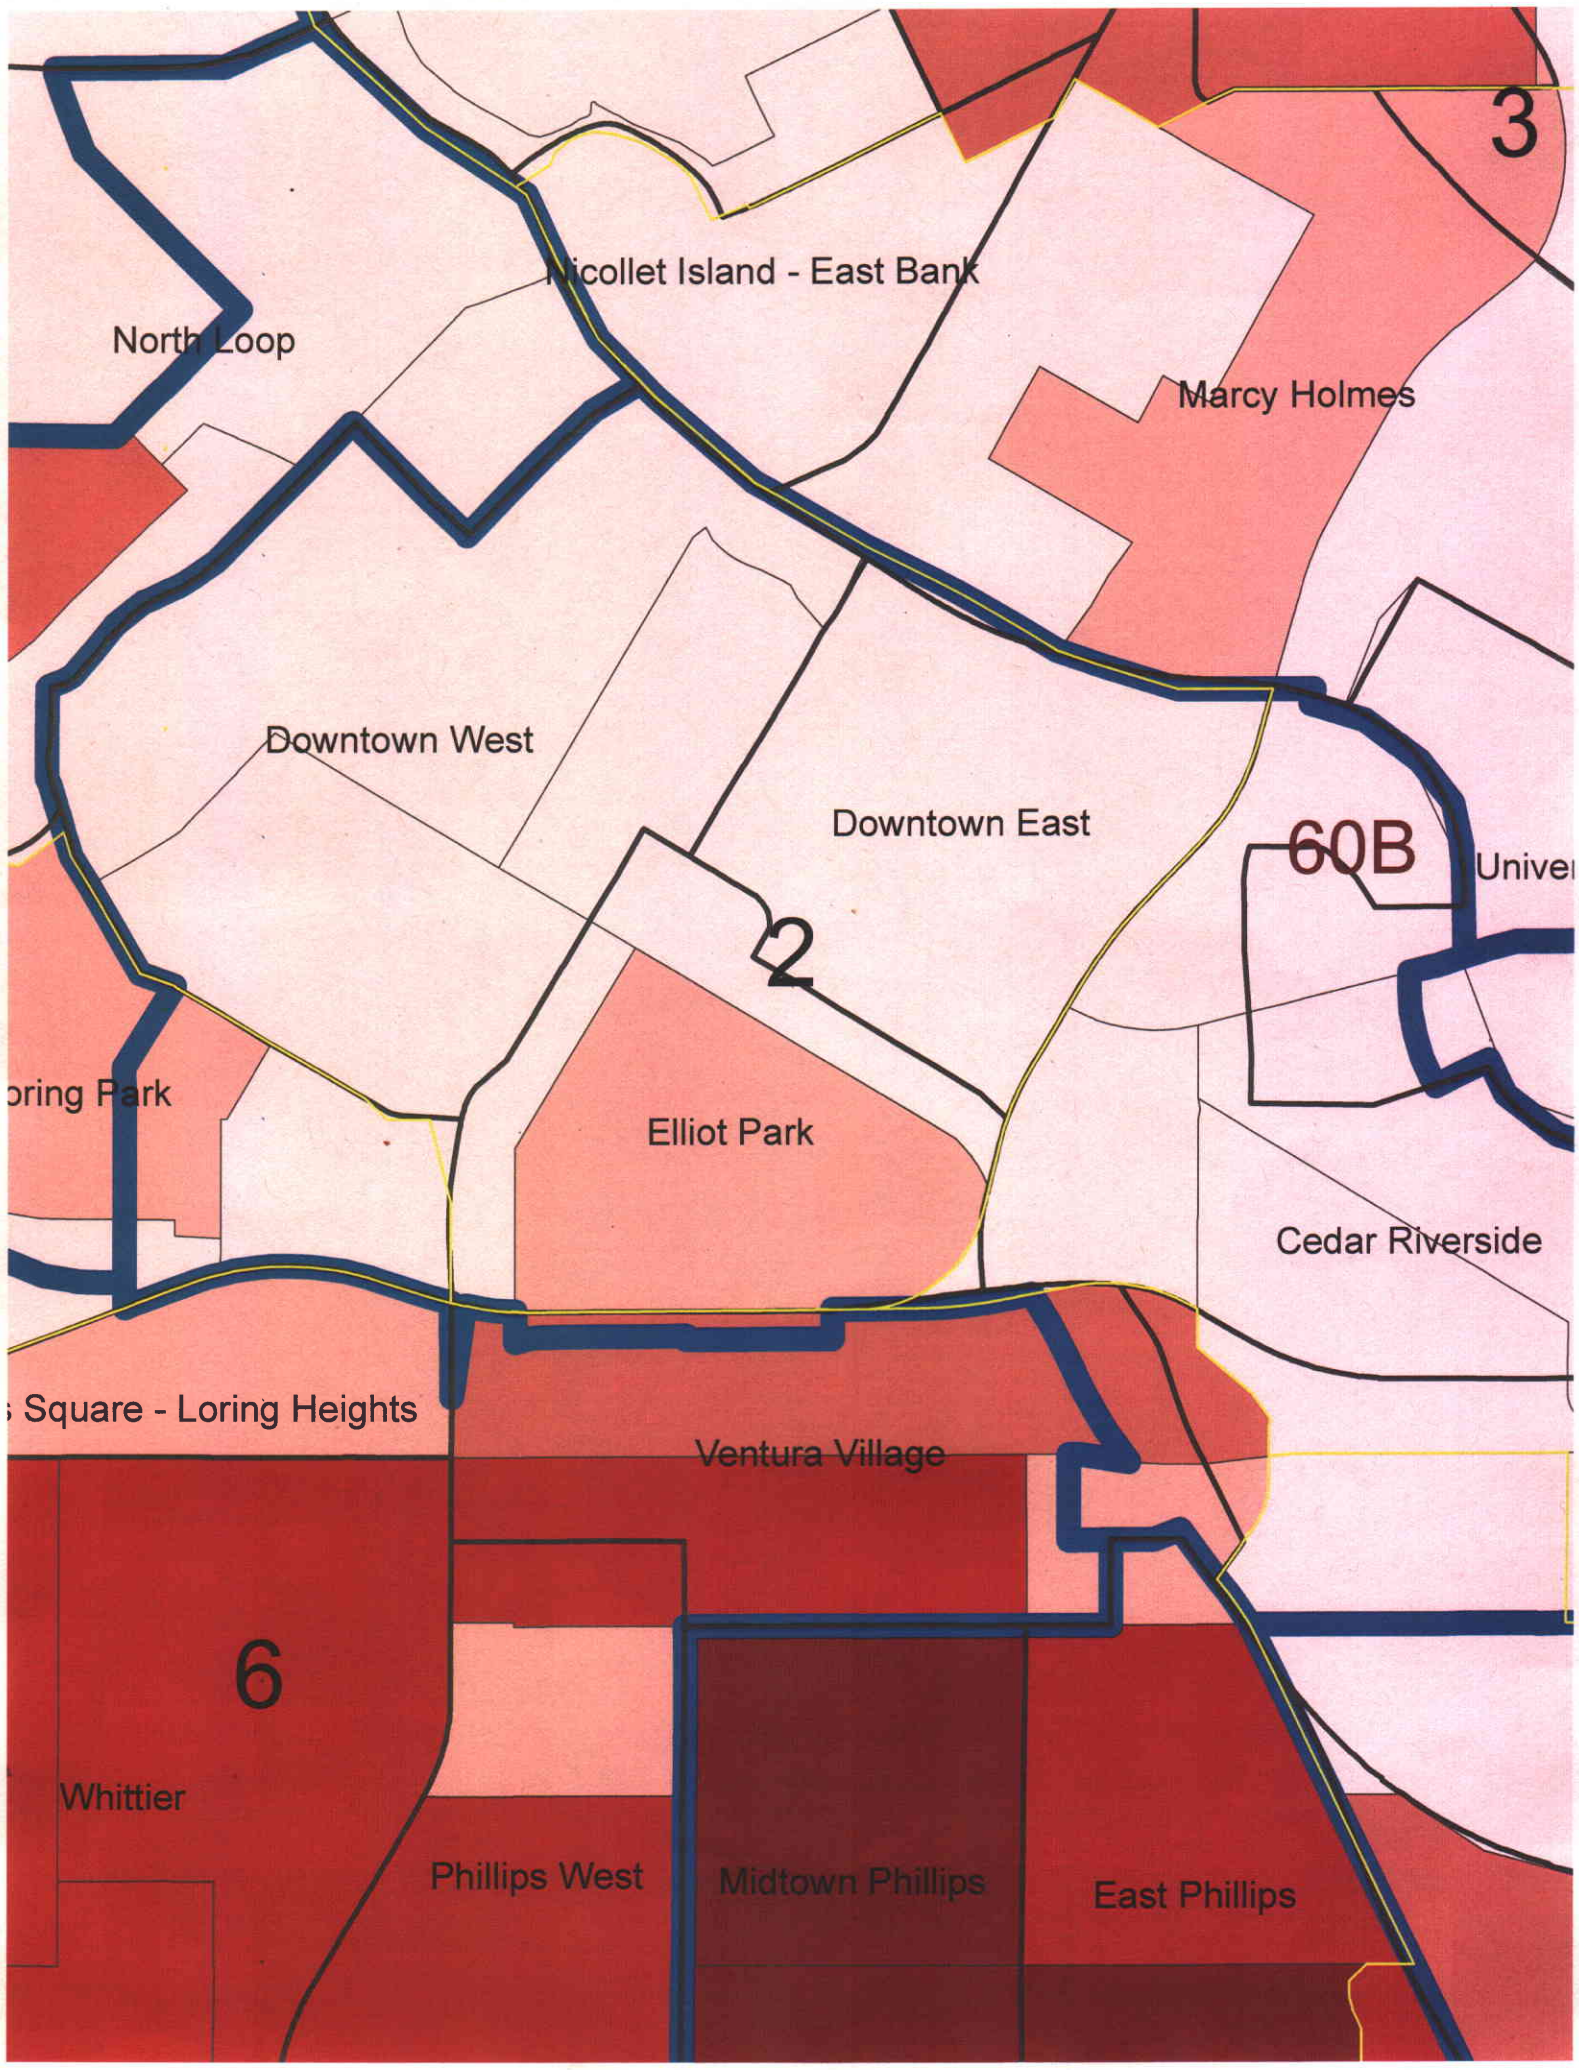 3
Nicollet Island - East Bank
North Loop
Marcy Holmes
Downtown West
Downtown East
60B
Univer
2
oring Park
Elliot Park
Cedar Riverside
s Square - Loring Heights
Ventura Village
6
Whittier
Phillips West
Midtown Phillips
East Phillips